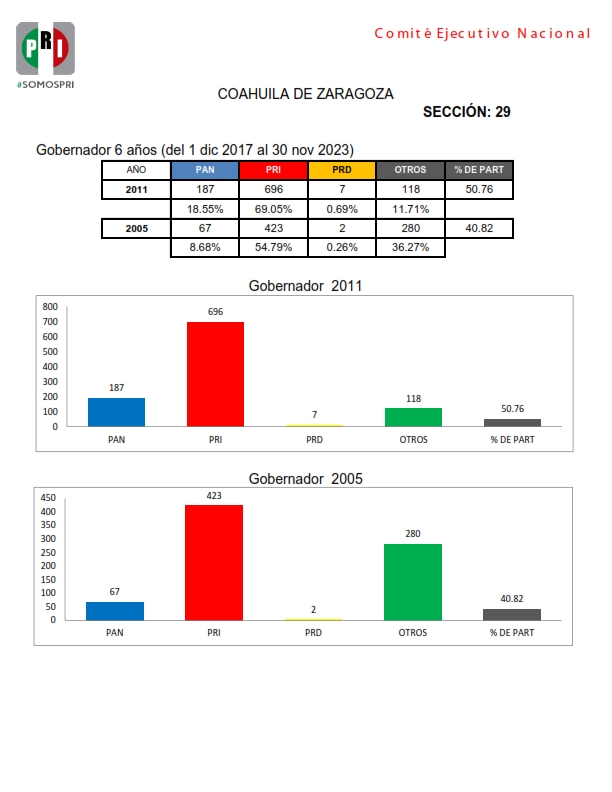 Comité Ejecutivo Nacional
PRI
#SOMOSPRI
COAHUILA DE ZARAGOZA
SECCIÓN: 29
Gobernador 6 años (del 1 dic 2017 al 30 nov 2023)
AÑO PAN PRI PRD OTROS % DE PART
2011 187 696 7 118 50.76
18.55% 69.05% 0.69% 11.71%
2005 67 423 2 280 40.82
8.68% 54.79% 0.26% 36.27%
Gobernador 2011
800
700
600
500
400
300
200
100
0
187
696
7
118
50.76
PAN PRI PRD OTROS % DE PART
Gobernador 2005
450
400
350
300
250
200
150
100
50
0
67
423
2
280
40.82
PAN PRI PRD OTROS % DE PART